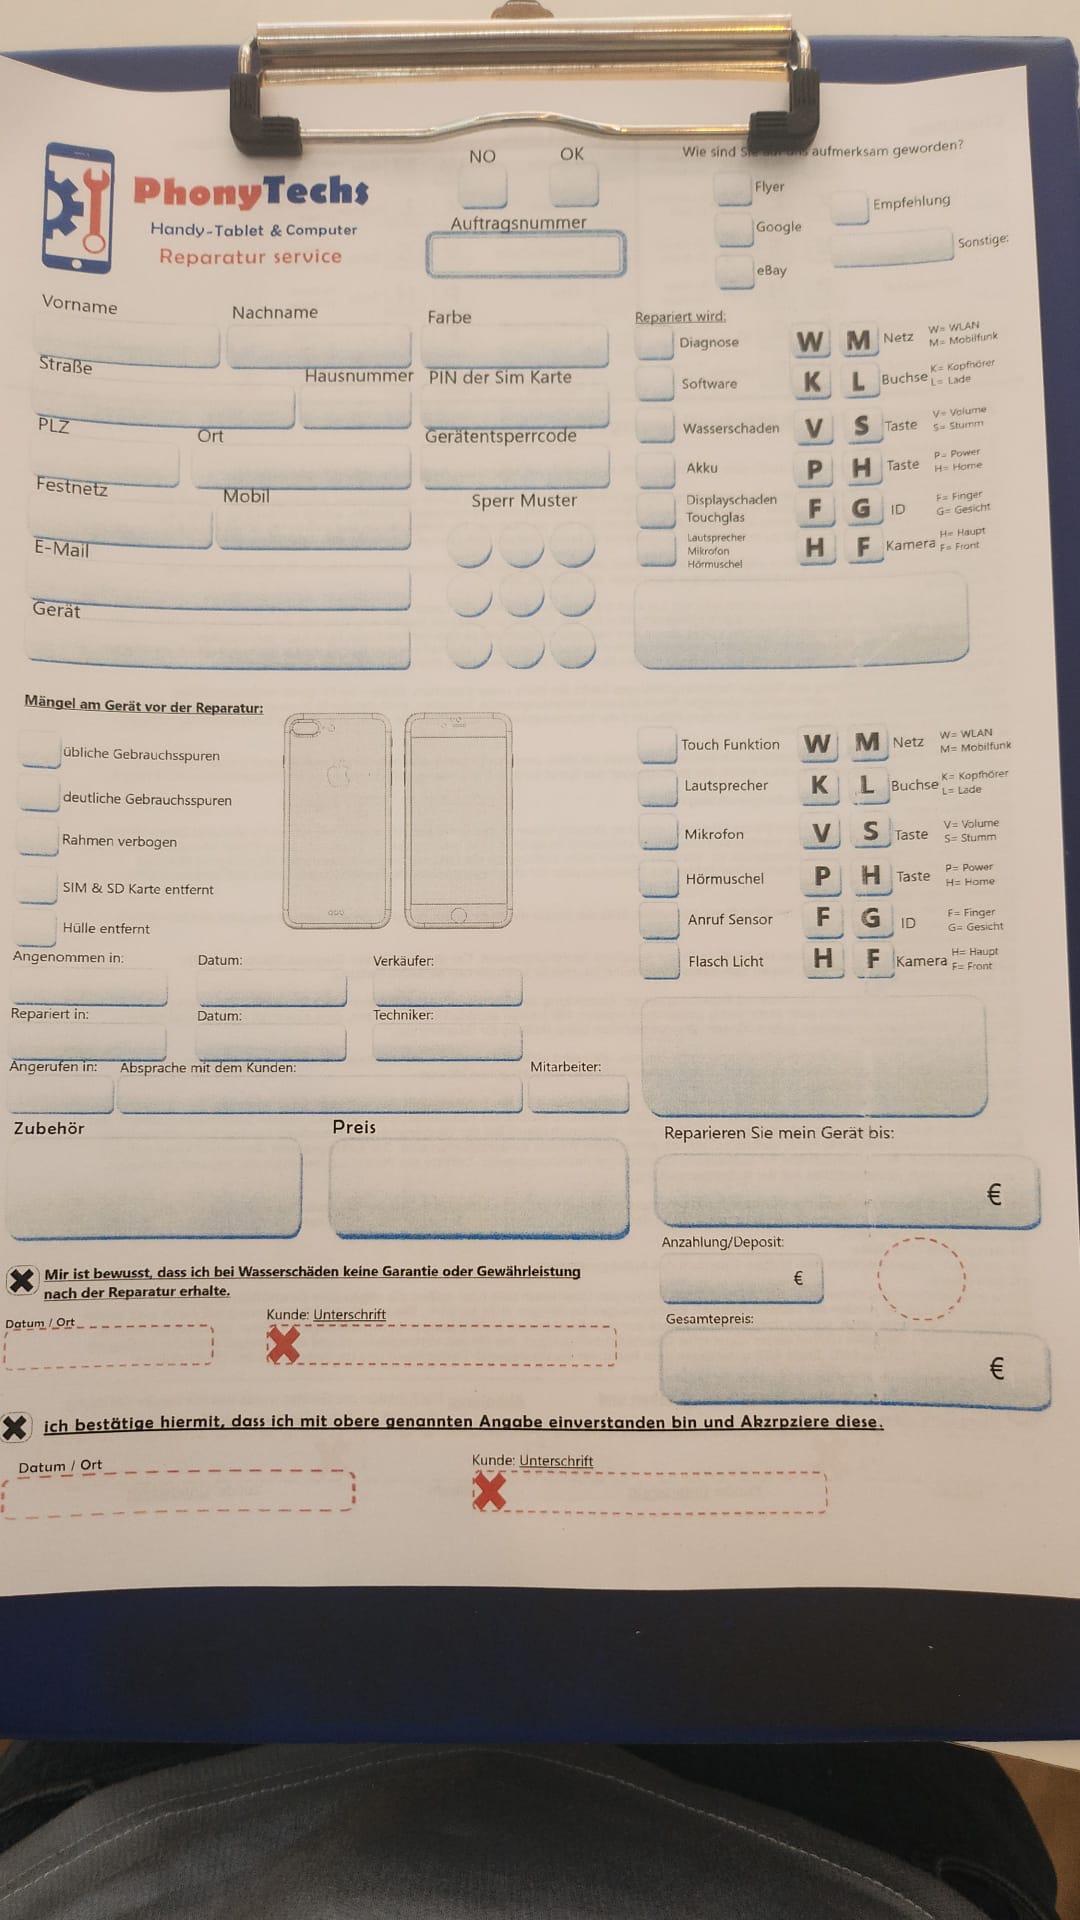 NO OK
Wie sind Sie auf uns aufmerksam geworden?
PhonyTechs
Handy-Tablet & Computer
Reparatur service
Auftragsnummer
Flyer
Empfehlung
Google
Sonstige:
eBay
Vorname Nachname Farbe
Straße Hausnummer PIN der Sim Karte
PLZ Ort Gerätentsperrcode
Festnetz Mobil Sperr Muster
E-Mail
Gerät
Repariert wird:
Diagnose W M Netz W= WLAN M= Mobilfunk
Software K L Buchse K= Kopfhörer L= Lade
Wasserschaden V S Taste V= Volume S= Stumm
Akku P H Taste P= Power H= Home
Displayschaden Touchglas F G ID F= Finger G= Gesicht
Lautsprecher Mikrofon Hörmuschel H F Kamera H= Haupt F= Front
Mängel am Gerät vor der Reparatur:
übliche Gebrauchsspuren
deutliche Gebrauchsspuren
Rahmen verbogen
SIM & SD Karte entfernt
Hülle entfernt
Touch Funktion W M Netz W= WLAN M= Mobilfunk
Lautsprecher K L Buchse K= Kopfhörer L= Lade
Mikrofon V S Taste V= Volume S= Stumm
Hörmuschel P H Taste P= Power H= Home
Anruf Sensor F G ID F= Finger G= Gesicht
Flasch Licht H F Kamera H= Haupt F= Front
Angenommen in: Datum: Verkäufer:
Repariert in: Datum: Techniker:
Angerufen in: Absprache mit dem Kunden: Mitarbeiter:
Zubehör Preis
Reparieren Sie mein Gerät bis:
€
Anzahlung/Deposit:
€
Gesamtepreis:
€
Mir ist bewusst, dass ich bei Wasserschäden keine Garantie oder Gewährleistung
nach der Reparatur erhalte.
Datum / Ort Kunde: Unterschrift
ich bestätige hiermit, dass ich mit obere genannten Angabe einverstanden bin und Akzrpziere diese.
Datum / Ort Kunde: Unterschrift